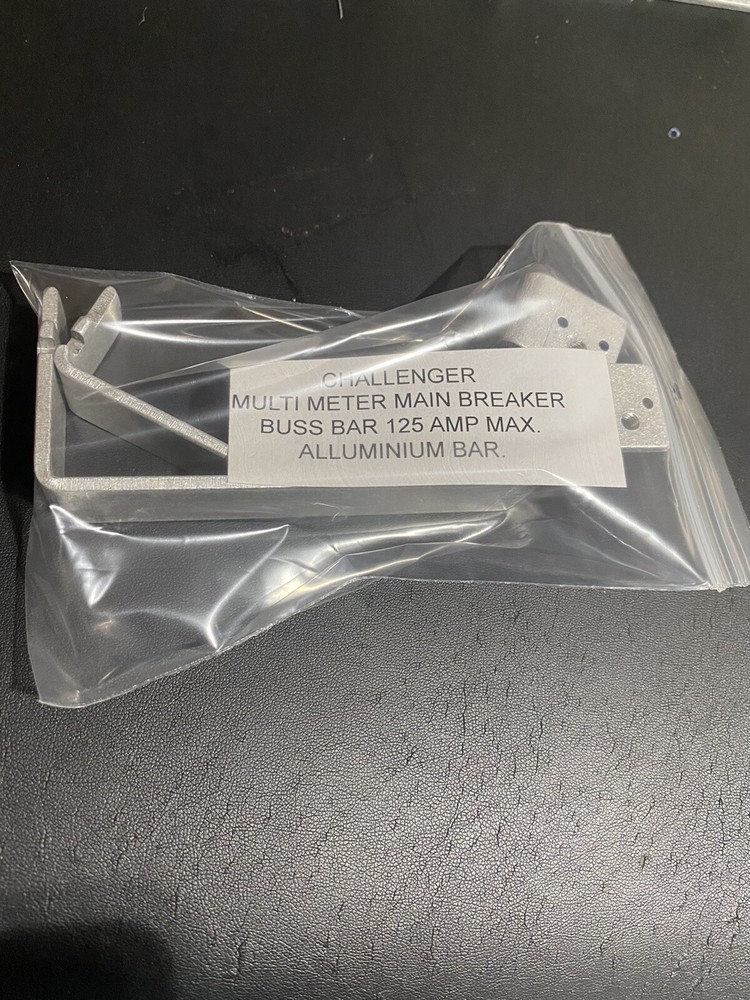 CHALLENGER
MULTI METER MAIN BREAKER
BUSS BAR 125 AMP MAX.
ALLUMINIUM BAR.